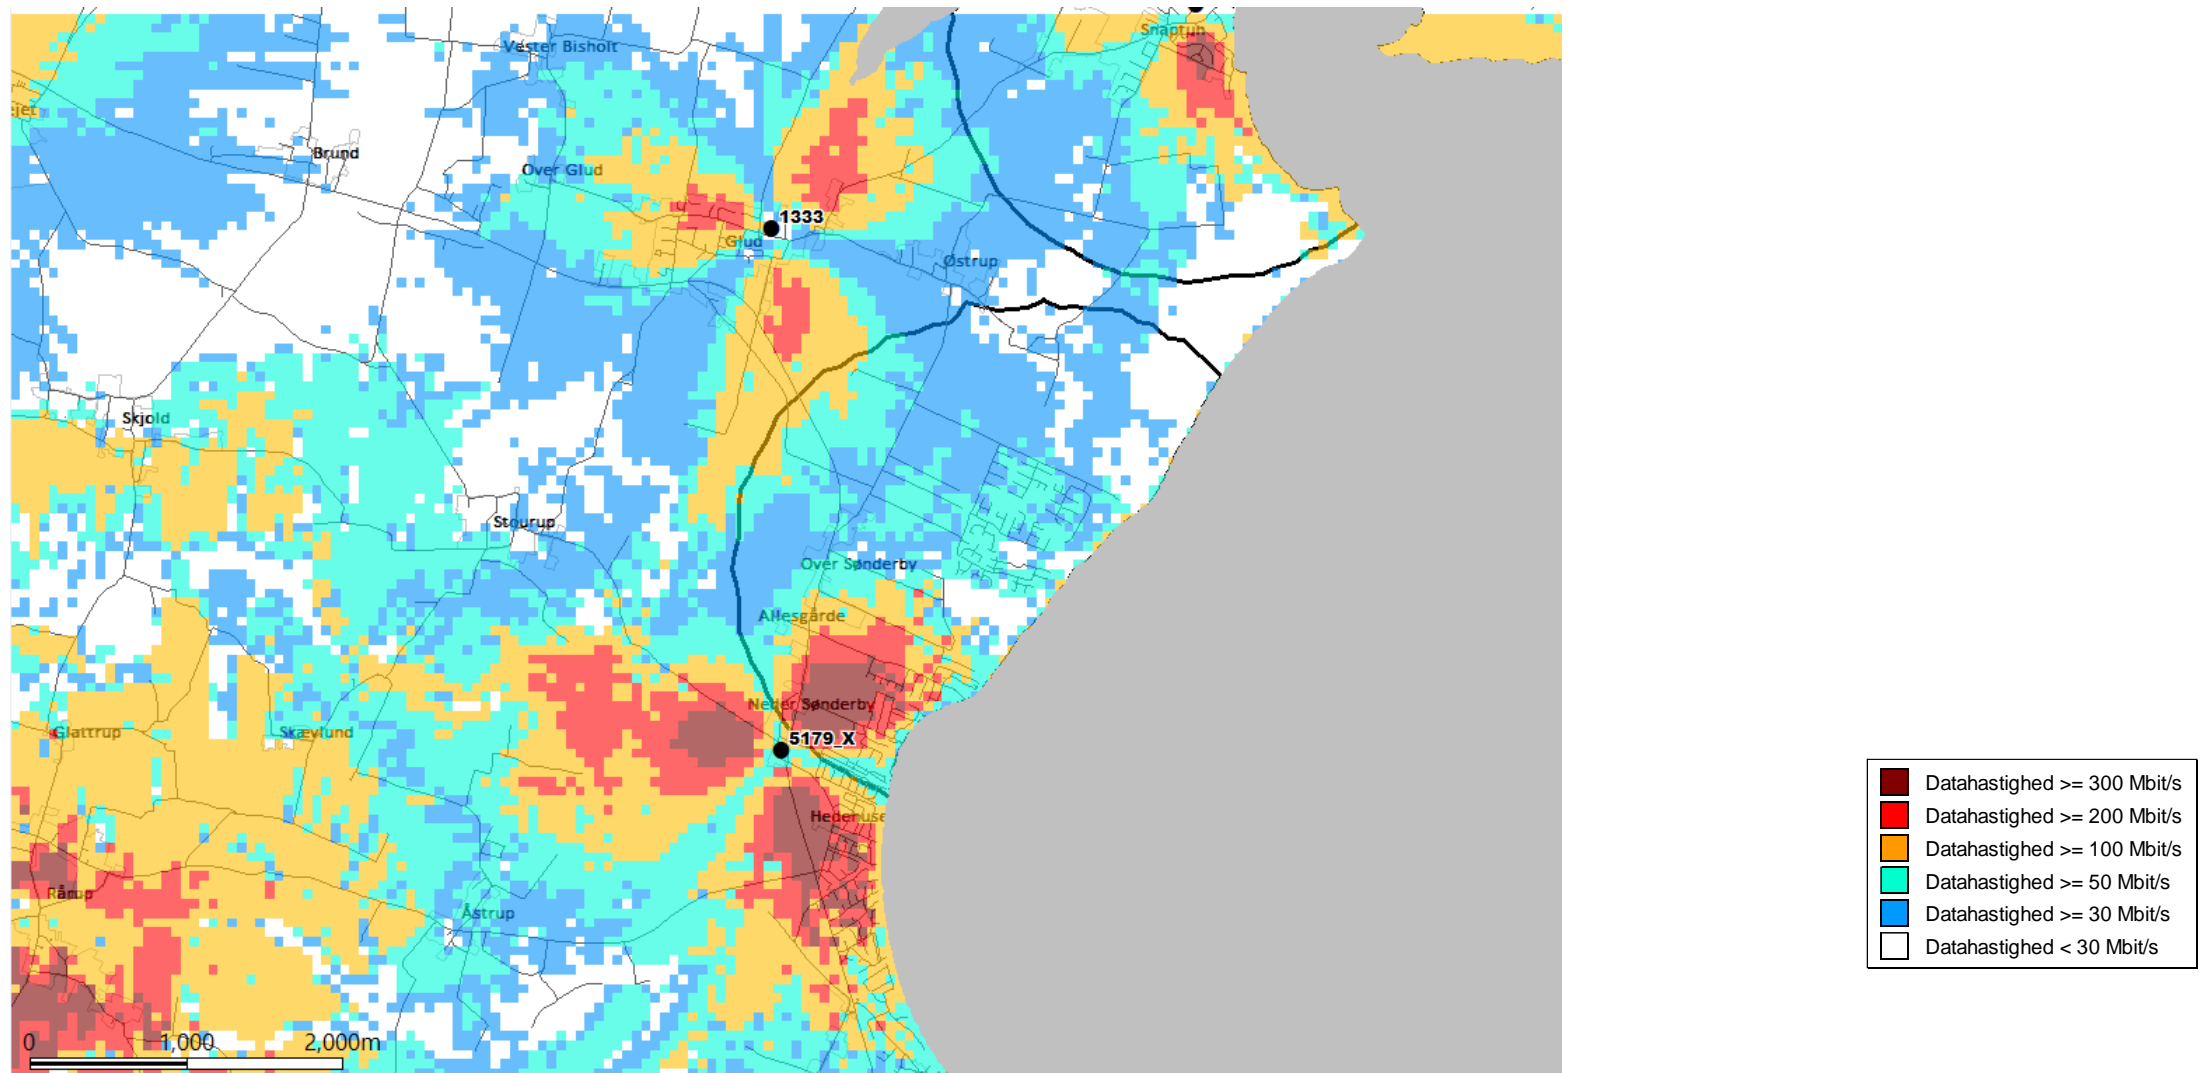 Snaptun
Vester Bisholt
ejet
Brund
Over Glud
1333
Glud
Østrup
Skjold
Stourup
Over Sønderby
Allesgårde
Neder Sønderby
Glattrup
Skævlund
5179_X
Datahastighed >= 300 Mbit/s
Datahastighed >= 200 Mbit/s
Hedehuse
Datahastighed >= 100 Mbit/s
Datahastighed >= 50 Mbit/s
Rårup
Åstrup
Datahastighed >= 30 Mbit/s
Datahastighed < 30 Mbit/s
0 1,000 2,000m